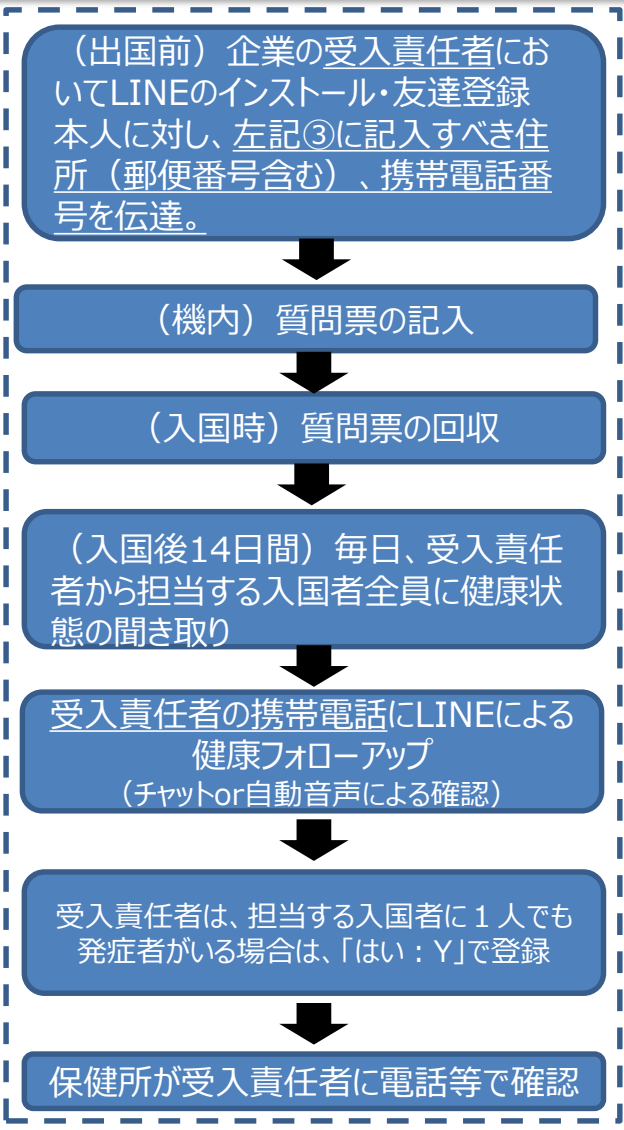 （出国前）企業の受入責任者にお
いてLINEのインストール・友達登録
本人に対し、左記③に記入すべき住
所（郵便番号含む）、携帯電話番
号を伝達。
（機内）質問票の記入
（入国時）質問票の回収
（入国後14日間）毎日、受入責任
者から担当する入国者全員に健康状
態の聞き取り
受入責任者の携帯電話にLINEによる
健康フォローアップ
（チャットor自動音声による確認）
受入責任者は、担当する入国者に１人でも
発症者がいる場合は、「はい：Y」で登録
保健所が受入責任者に電話等で確認